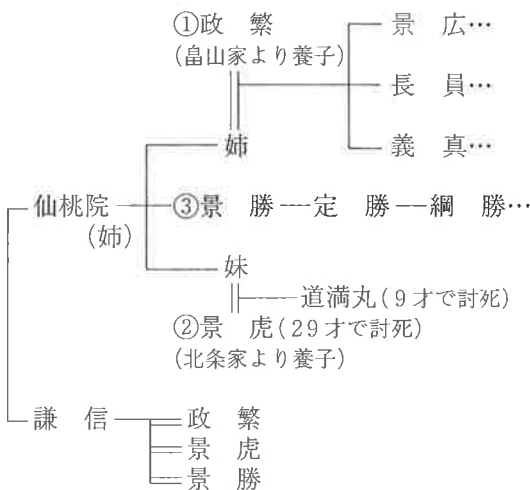 ①政 繁
(畠山家より養子)
景 広…
長 員…
義 真…
姉
仙桃院
(姉)
③景 勝―定 勝―綱 勝…
妹
道満丸(9才で討死)
②景 虎(29才で討死)
(北条家より養子)
謙 信
政 繁
景 虎
景 勝